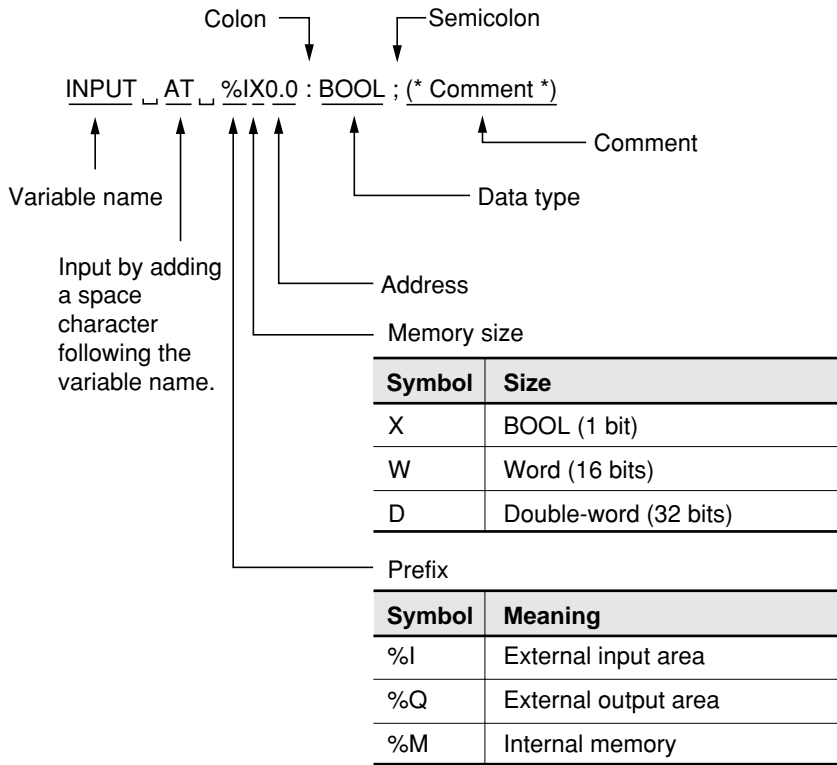 Colon
Semicolon
INPUT ␣ AT ␣ %IX0.0 : BOOL ; (* Comment *)
Comment
Variable name
Data type
Input by adding
a space
character
following the
variable name.
Address
Memory size
Symbol Size
X BOOL (1 bit)
W Word (16 bits)
D Double-word (32 bits)
Prefix
Symbol Meaning
%I External input area
%Q External output area
%M Internal memory